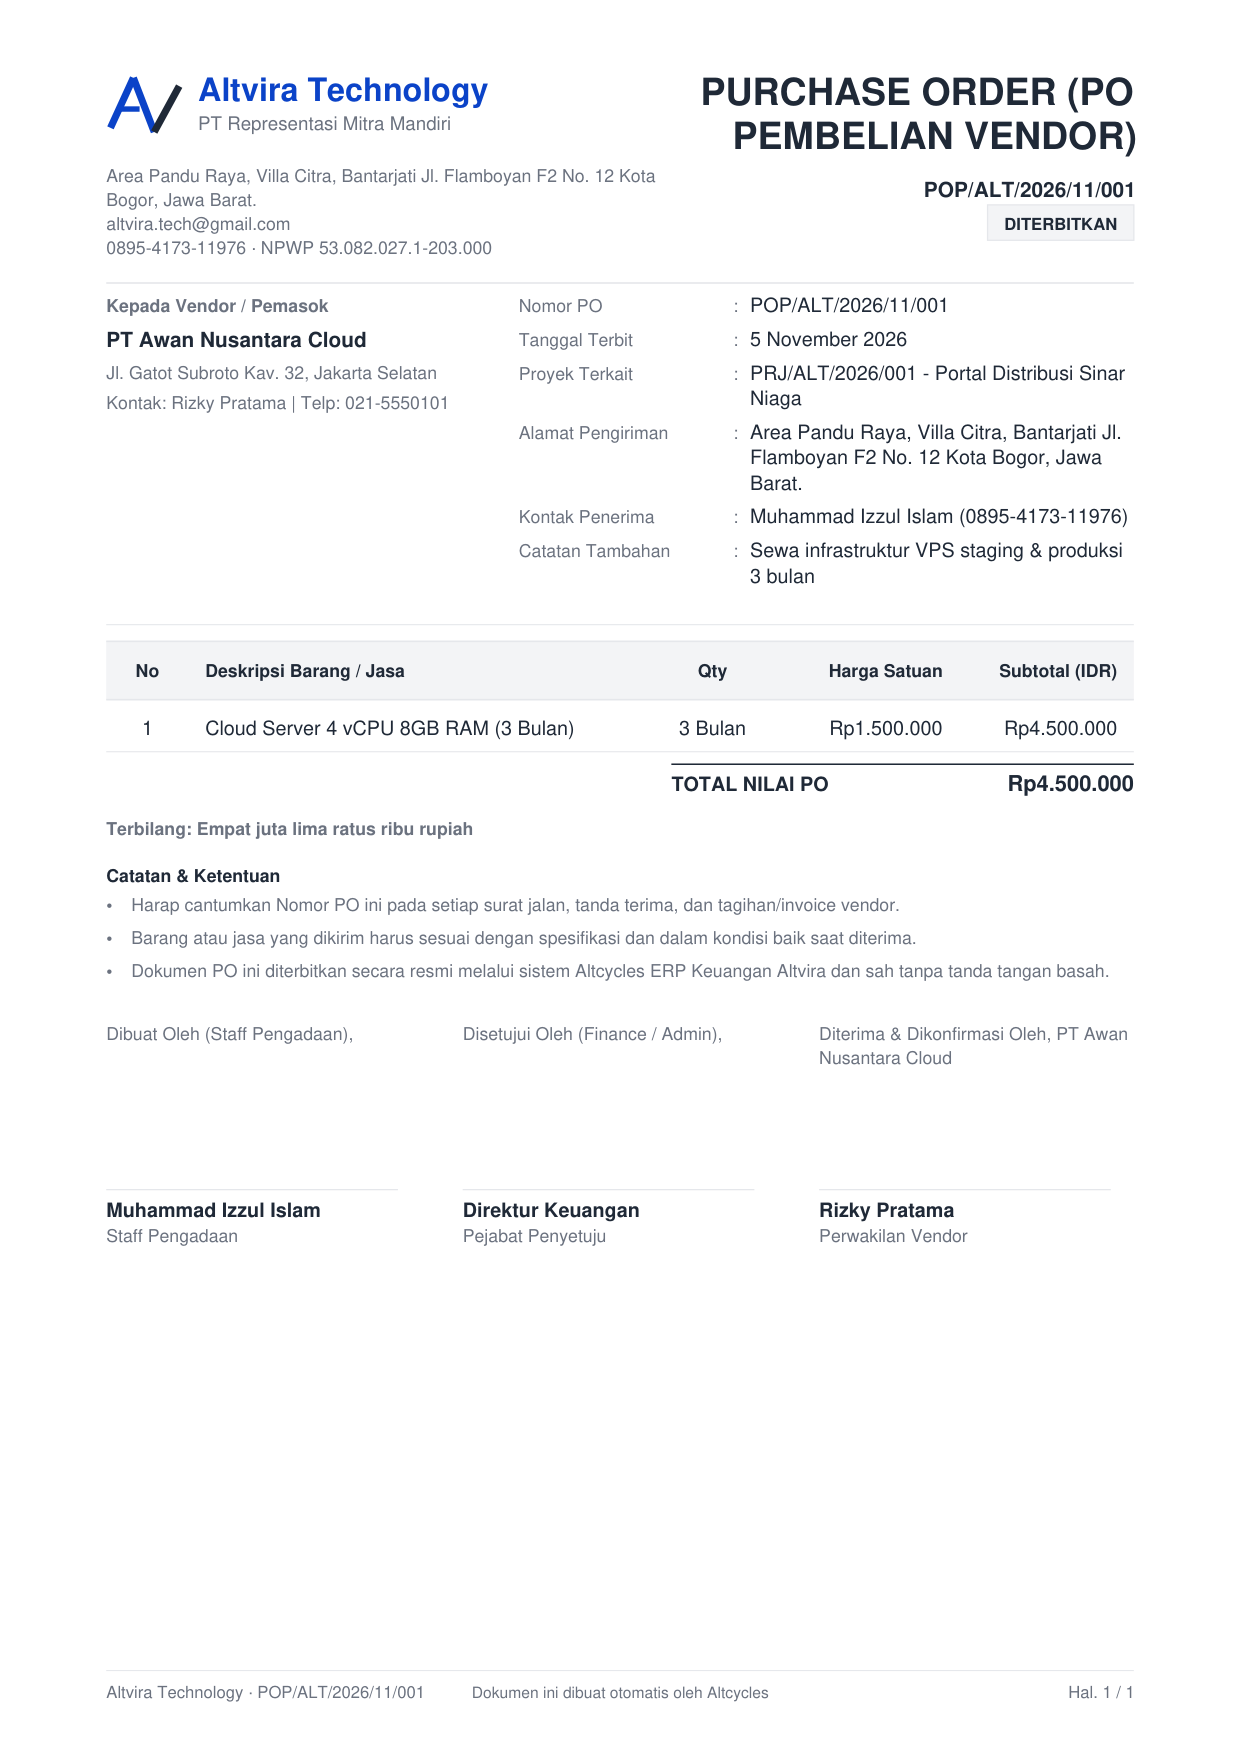 Altvira Technology
PT Representasi Mitra Mandiri
Area Pandu Raya, Villa Citra, Bantarjati Jl. Flamboyan F2 No. 12 Kota
Bogor, Jawa Barat.
altvira.tech@gmail.com
0895-4173-11976 · NPWP 53.082.027.1-203.000
PURCHASE ORDER (PO
PEMBELIAN VENDOR)
POP/ALT/2026/11/001
DITERBITKAN
Kepada Vendor / Pemasok
PT Awan Nusantara Cloud
Jl. Gatot Subroto Kav. 32, Jakarta Selatan
Kontak: Rizky Pratama | Telp: 021-5550101
Nomor PO : POP/ALT/2026/11/001
Tanggal Terbit : 5 November 2026
Proyek Terkait : PRJ/ALT/2026/001 - Portal Distribusi Sinar
Niaga
Alamat Pengiriman : Area Pandu Raya, Villa Citra, Bantarjati Jl.
Flamboyan F2 No. 12 Kota Bogor, Jawa
Barat.
Kontak Penerima : Muhammad Izzul Islam (0895-4173-11976)
Catatan Tambahan : Sewa infrastruktur VPS staging & produksi
3 bulan
No Deskripsi Barang / Jasa Qty Harga Satuan Subtotal (IDR)
1 Cloud Server 4 vCPU 8GB RAM (3 Bulan) 3 Bulan Rp1.500.000 Rp4.500.000
TOTAL NILAI PO Rp4.500.000
Terbilang: Empat juta lima ratus ribu rupiah
Catatan & Ketentuan
• Harap cantumkan Nomor PO ini pada setiap surat jalan, tanda terima, dan tagihan/invoice vendor.
• Barang atau jasa yang dikirim harus sesuai dengan spesifikasi dan dalam kondisi baik saat diterima.
• Dokumen PO ini diterbitkan secara resmi melalui sistem Altcycles ERP Keuangan Altvira dan sah tanpa tanda tangan basah.
Dibuat Oleh (Staff Pengadaan),
Muhammad Izzul Islam
Staff Pengadaan
Disetujui Oleh (Finance / Admin),
Direktur Keuangan
Pejabat Penyetuju
Diterima & Dikonfirmasi Oleh, PT Awan
Nusantara Cloud
Rizky Pratama
Perwakilan Vendor
Altvira Technology · POP/ALT/2026/11/001 Dokumen ini dibuat otomatis oleh Altcycles Hal. 1 / 1